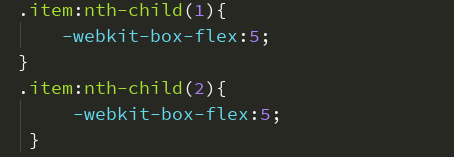 .item:nth-child(1){
    -webkit-box-flex:5;
}
.item:nth-child(2){
     -webkit-box-flex:5;
 }